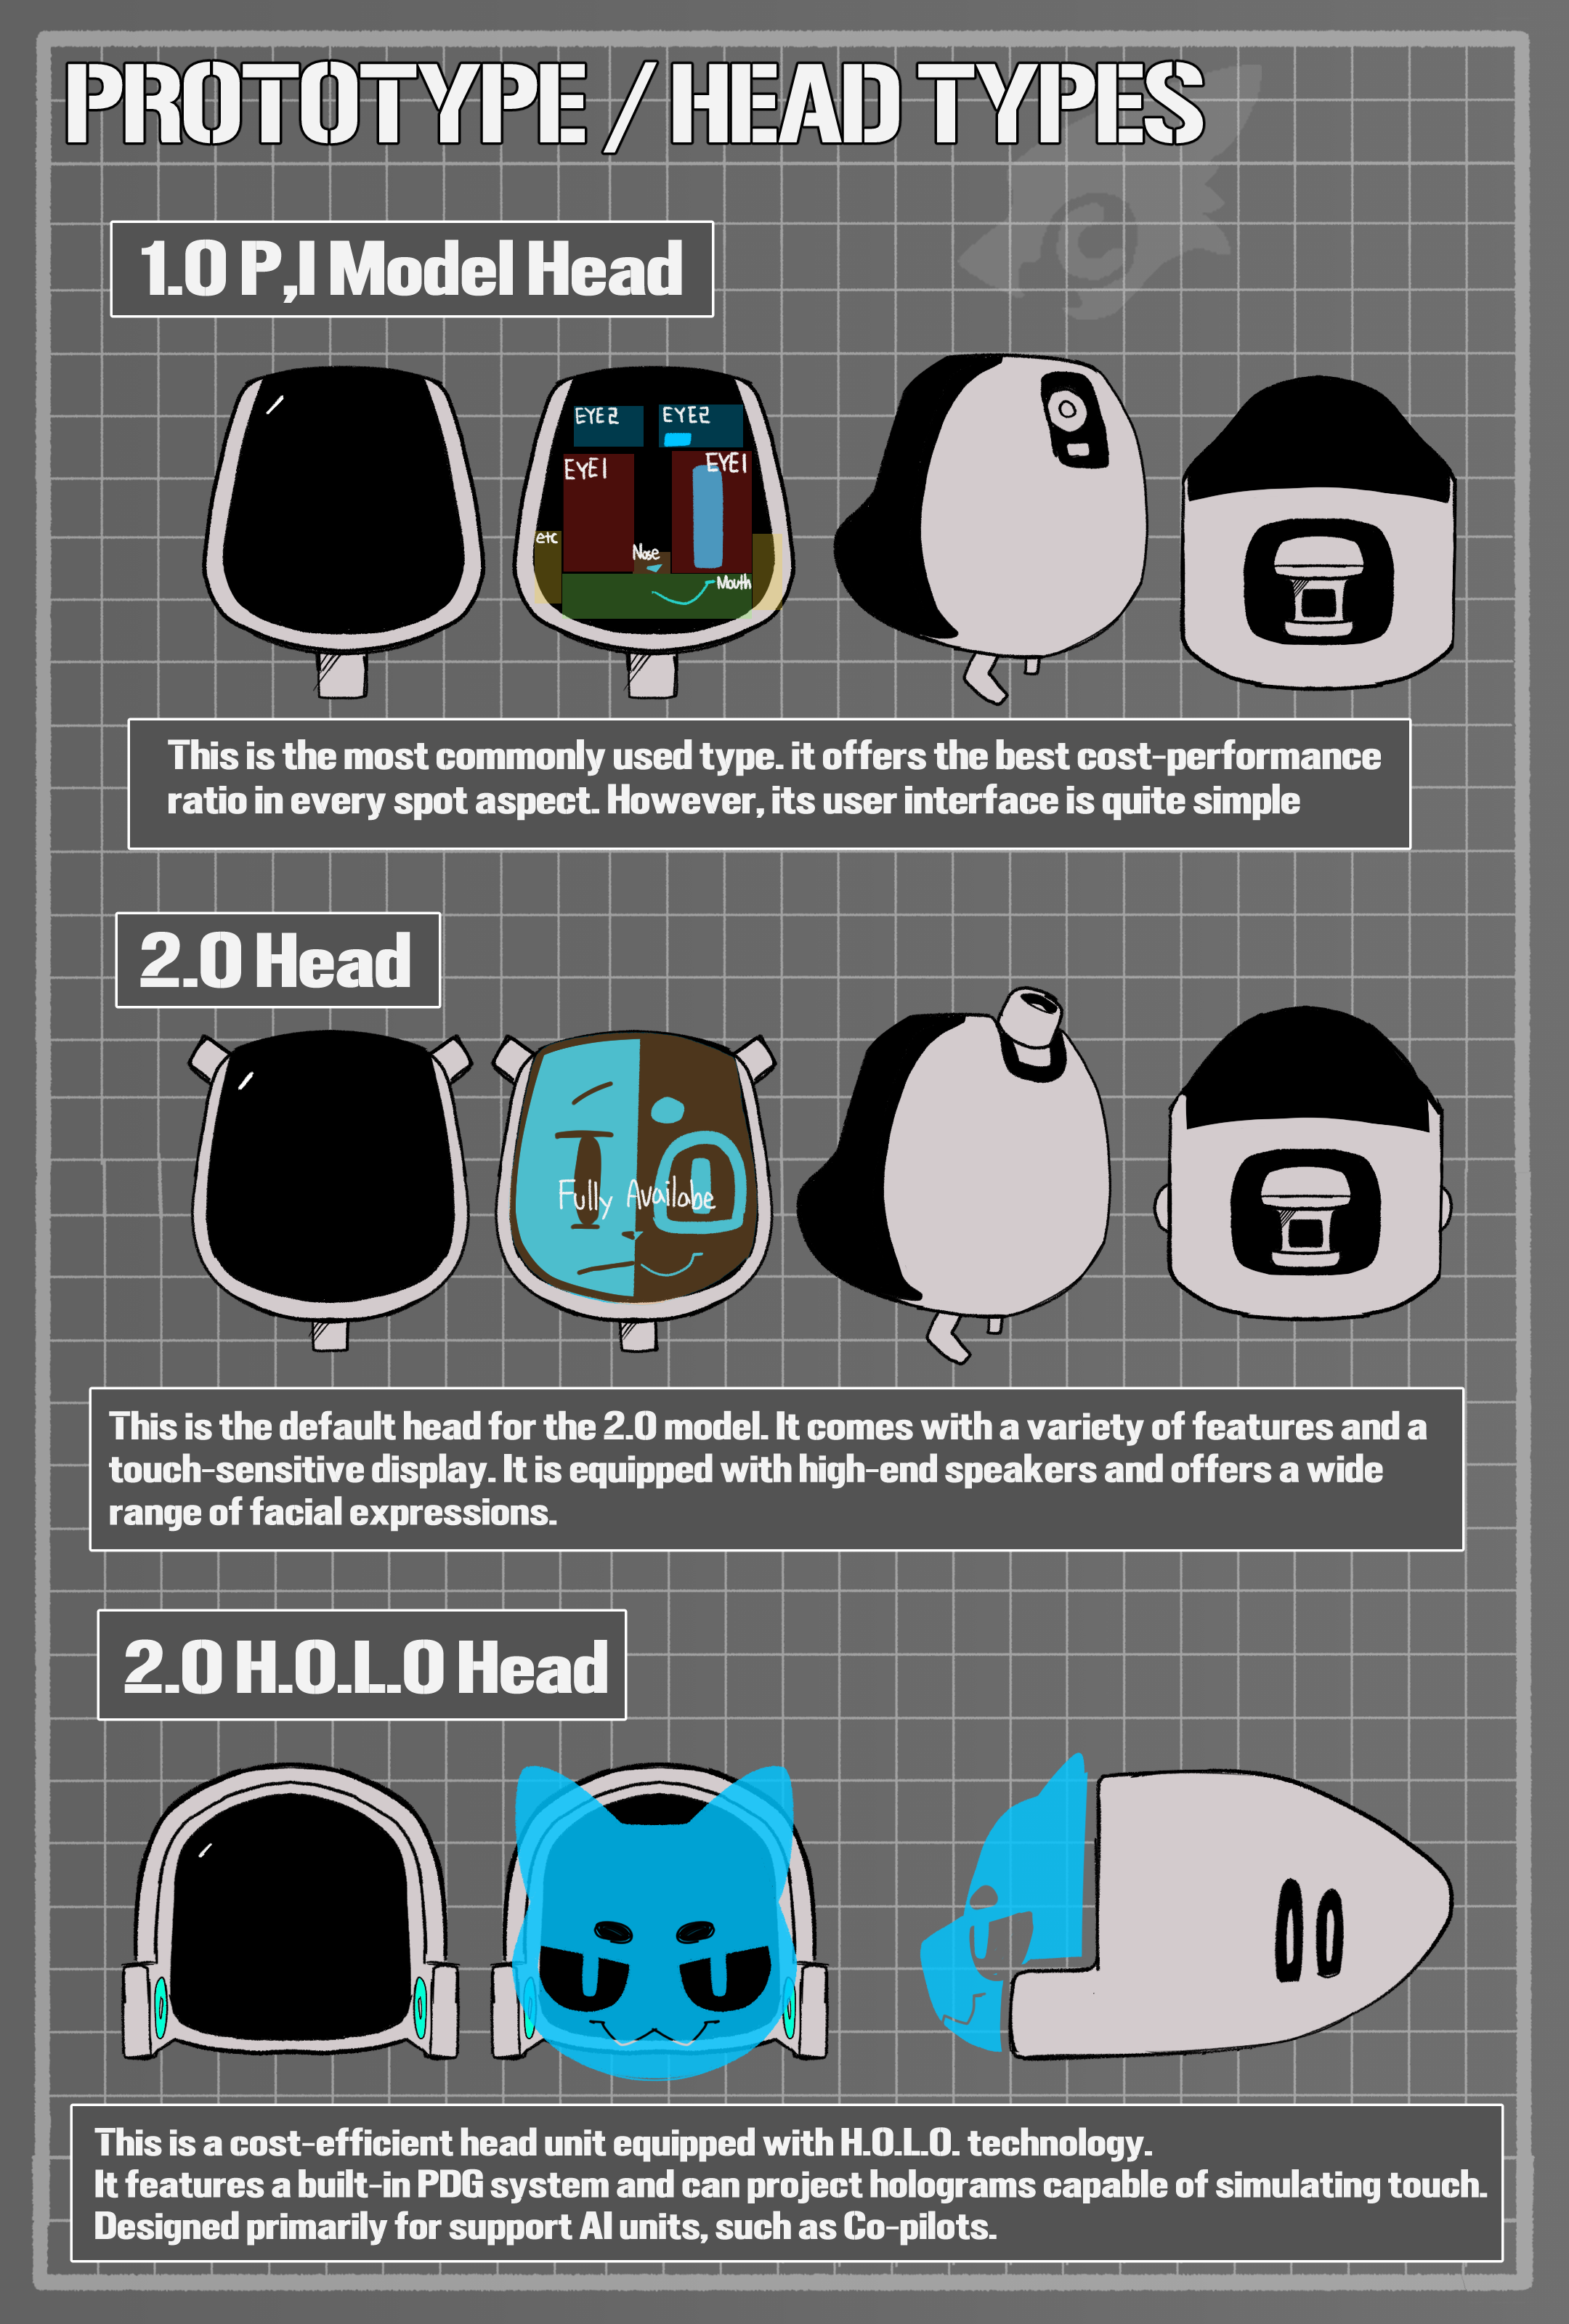 PROTOTYPE / HEAD TYPES
1.0 P,I Model Head
EYE2 EYE2
EYE1 EYE1
etc
Nose
Mouth
This is the most commonly used type. it offers the best cost-performance
ratio in every spot aspect. However, its user interface is quite simple
2.0 Head
Fully Availabe
This is the default head for the 2.0 model. It comes with a variety of features and a
touch-sensitive display. It is equipped with high-end speakers and offers a wide
range of facial expressions.
2.0 H.O.L.O Head
This is a cost-efficient head unit equipped with H.O.L.O. technology.
It features a built-in PDG system and can project holograms capable of simulating touch.
Designed primarily for support AI units, such as Co-pilots.